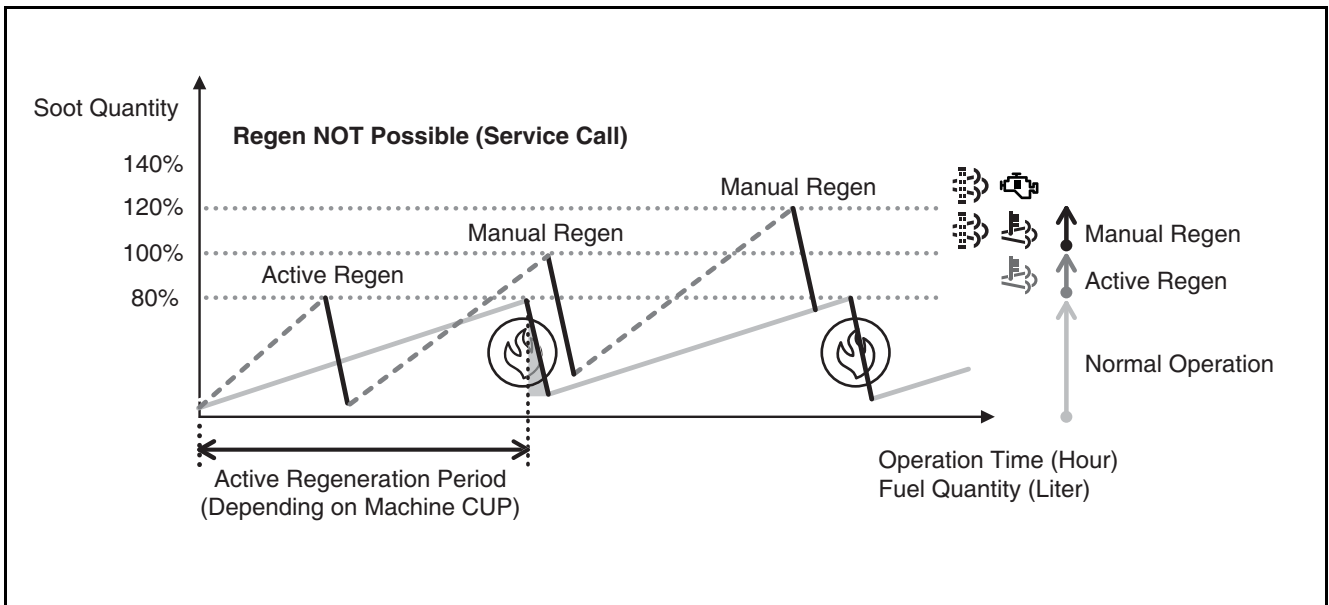 Soot Quantity
Regen NOT Possible (Service Call)
140%
120%
100%
80%
Active Regen
Manual Regen
Manual Regen
Manual Regen
Active Regen
Normal Operation
Active Regeneration Period
(Depending on Machine CUP)
Operation Time (Hour)
Fuel Quantity (Liter)